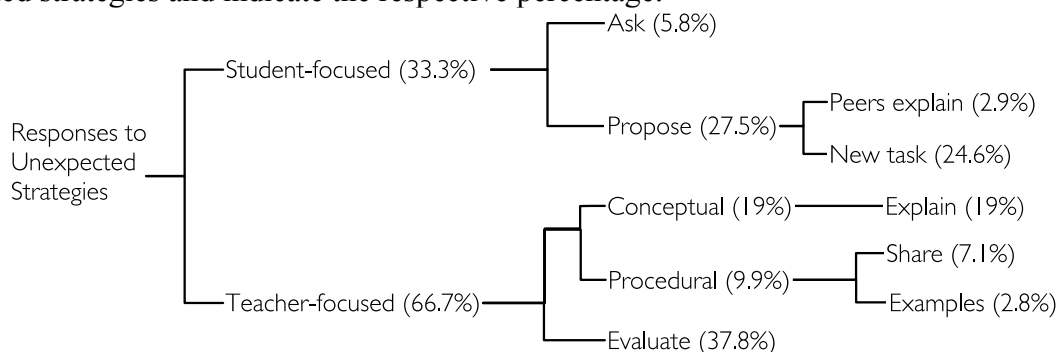 ed strategies and indicate the respective percentage.
Ask (5.8%)
Student-focused (33.3%)
Propose (27.5%)
Peers explain (2.9%)
New task (24.6%)
Responses to
Unexpected
Strategies
Conceptual (19%)
Explain (19%)
Teacher-focused (66.7%)
Procedural (9.9%)
Share (7.1%)
Examples (2.8%)
Evaluate (37.8%)